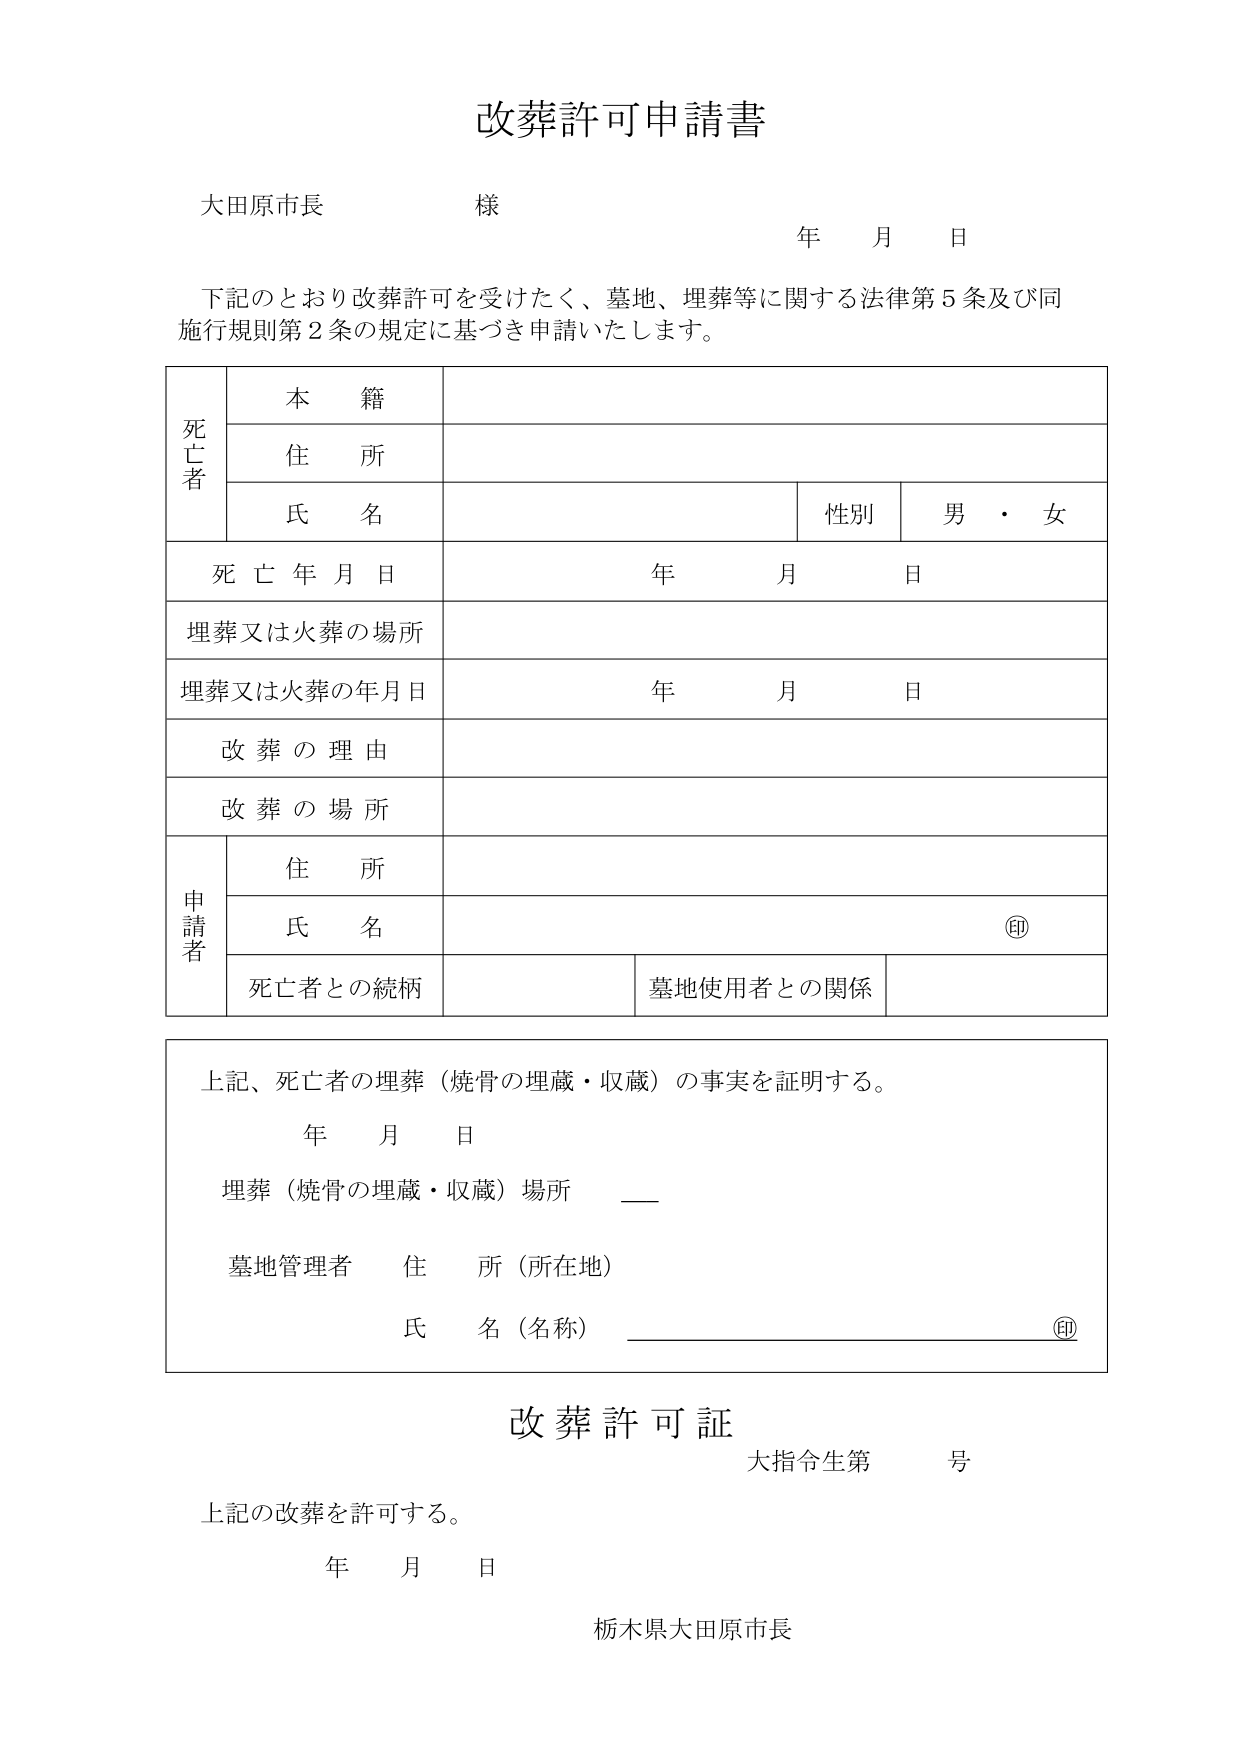 改葬許可申請書
大田原市長　　　　　　様
年　　月　　日
下記のとおり改葬許可を受けたく、墓地、埋葬等に関する法律第５条及び同
施行規則第２条の規定に基づき申請いたします。
死亡者
本　　籍
住　　所
氏　　名　性別　男　・　女
死亡年月日　年　　月　　日
埋葬又は火葬の場所
埋葬又は火葬の年月日　年　　月　　日
改葬の理由
改葬の場所
申請者
住　　所
氏　　名　㊞
死亡者との続柄　墓地使用者との関係
上記、死亡者の埋葬（焼骨の埋蔵・収蔵）の事実を証明する。
年　　月　　日
埋葬（焼骨の埋蔵・収蔵）場所
墓地管理者　　住　　所（所在地）
氏　　名（名称）　㊞
改葬許可証
大指令生第　　　号
上記の改葬を許可する。
年　　月　　日
栃木県大田原市長